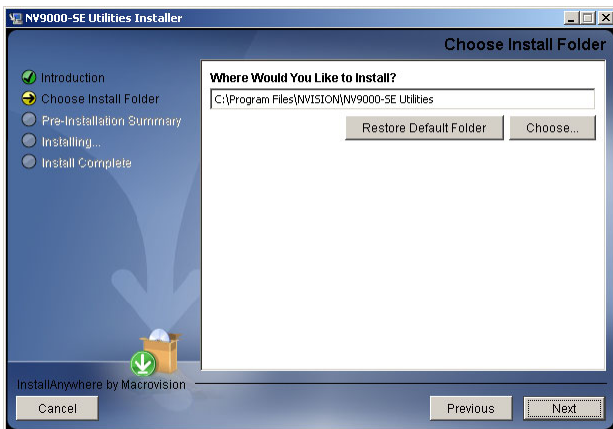 NV9000-SE Utilities Installer
Choose Install Folder
Introduction
Choose Install Folder
Pre-Installation Summary
Installing...
Install Complete
Where Would You Like to Install?
C:\Program Files\NVISION\NV9000-SE Utilities
Restore Default Folder
Choose...
InstallAnywhere by Macrovision
Cancel
Previous
Next